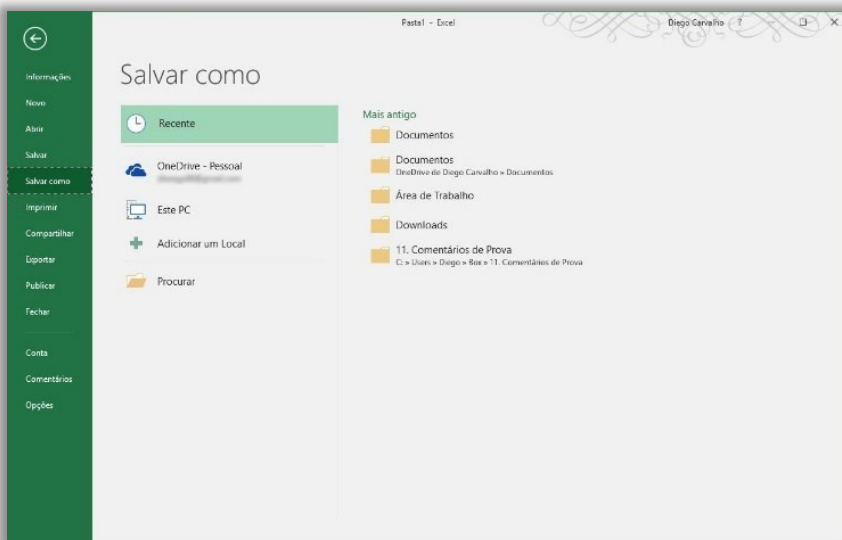 Pasta1 - Excel
Diego Carvalho
?
Informações
Novo
Abrir
Salvar
Salvar como
Imprimir
Compartilhar
Exportar
Publicar
Fechar
Conta
Comentários
Opções
Salvar como
Recente
OneDrive - Pessoal
Este PC
Adicionar um Local
Procurar
Mais antigo
Documentos
Documentos
OneDrive de Diego Carvalho » Documentos
Área de Trabalho
Downloads
11. Comentários de Prova
C: » Users » Diego » Box » 11. Comentários de Prova